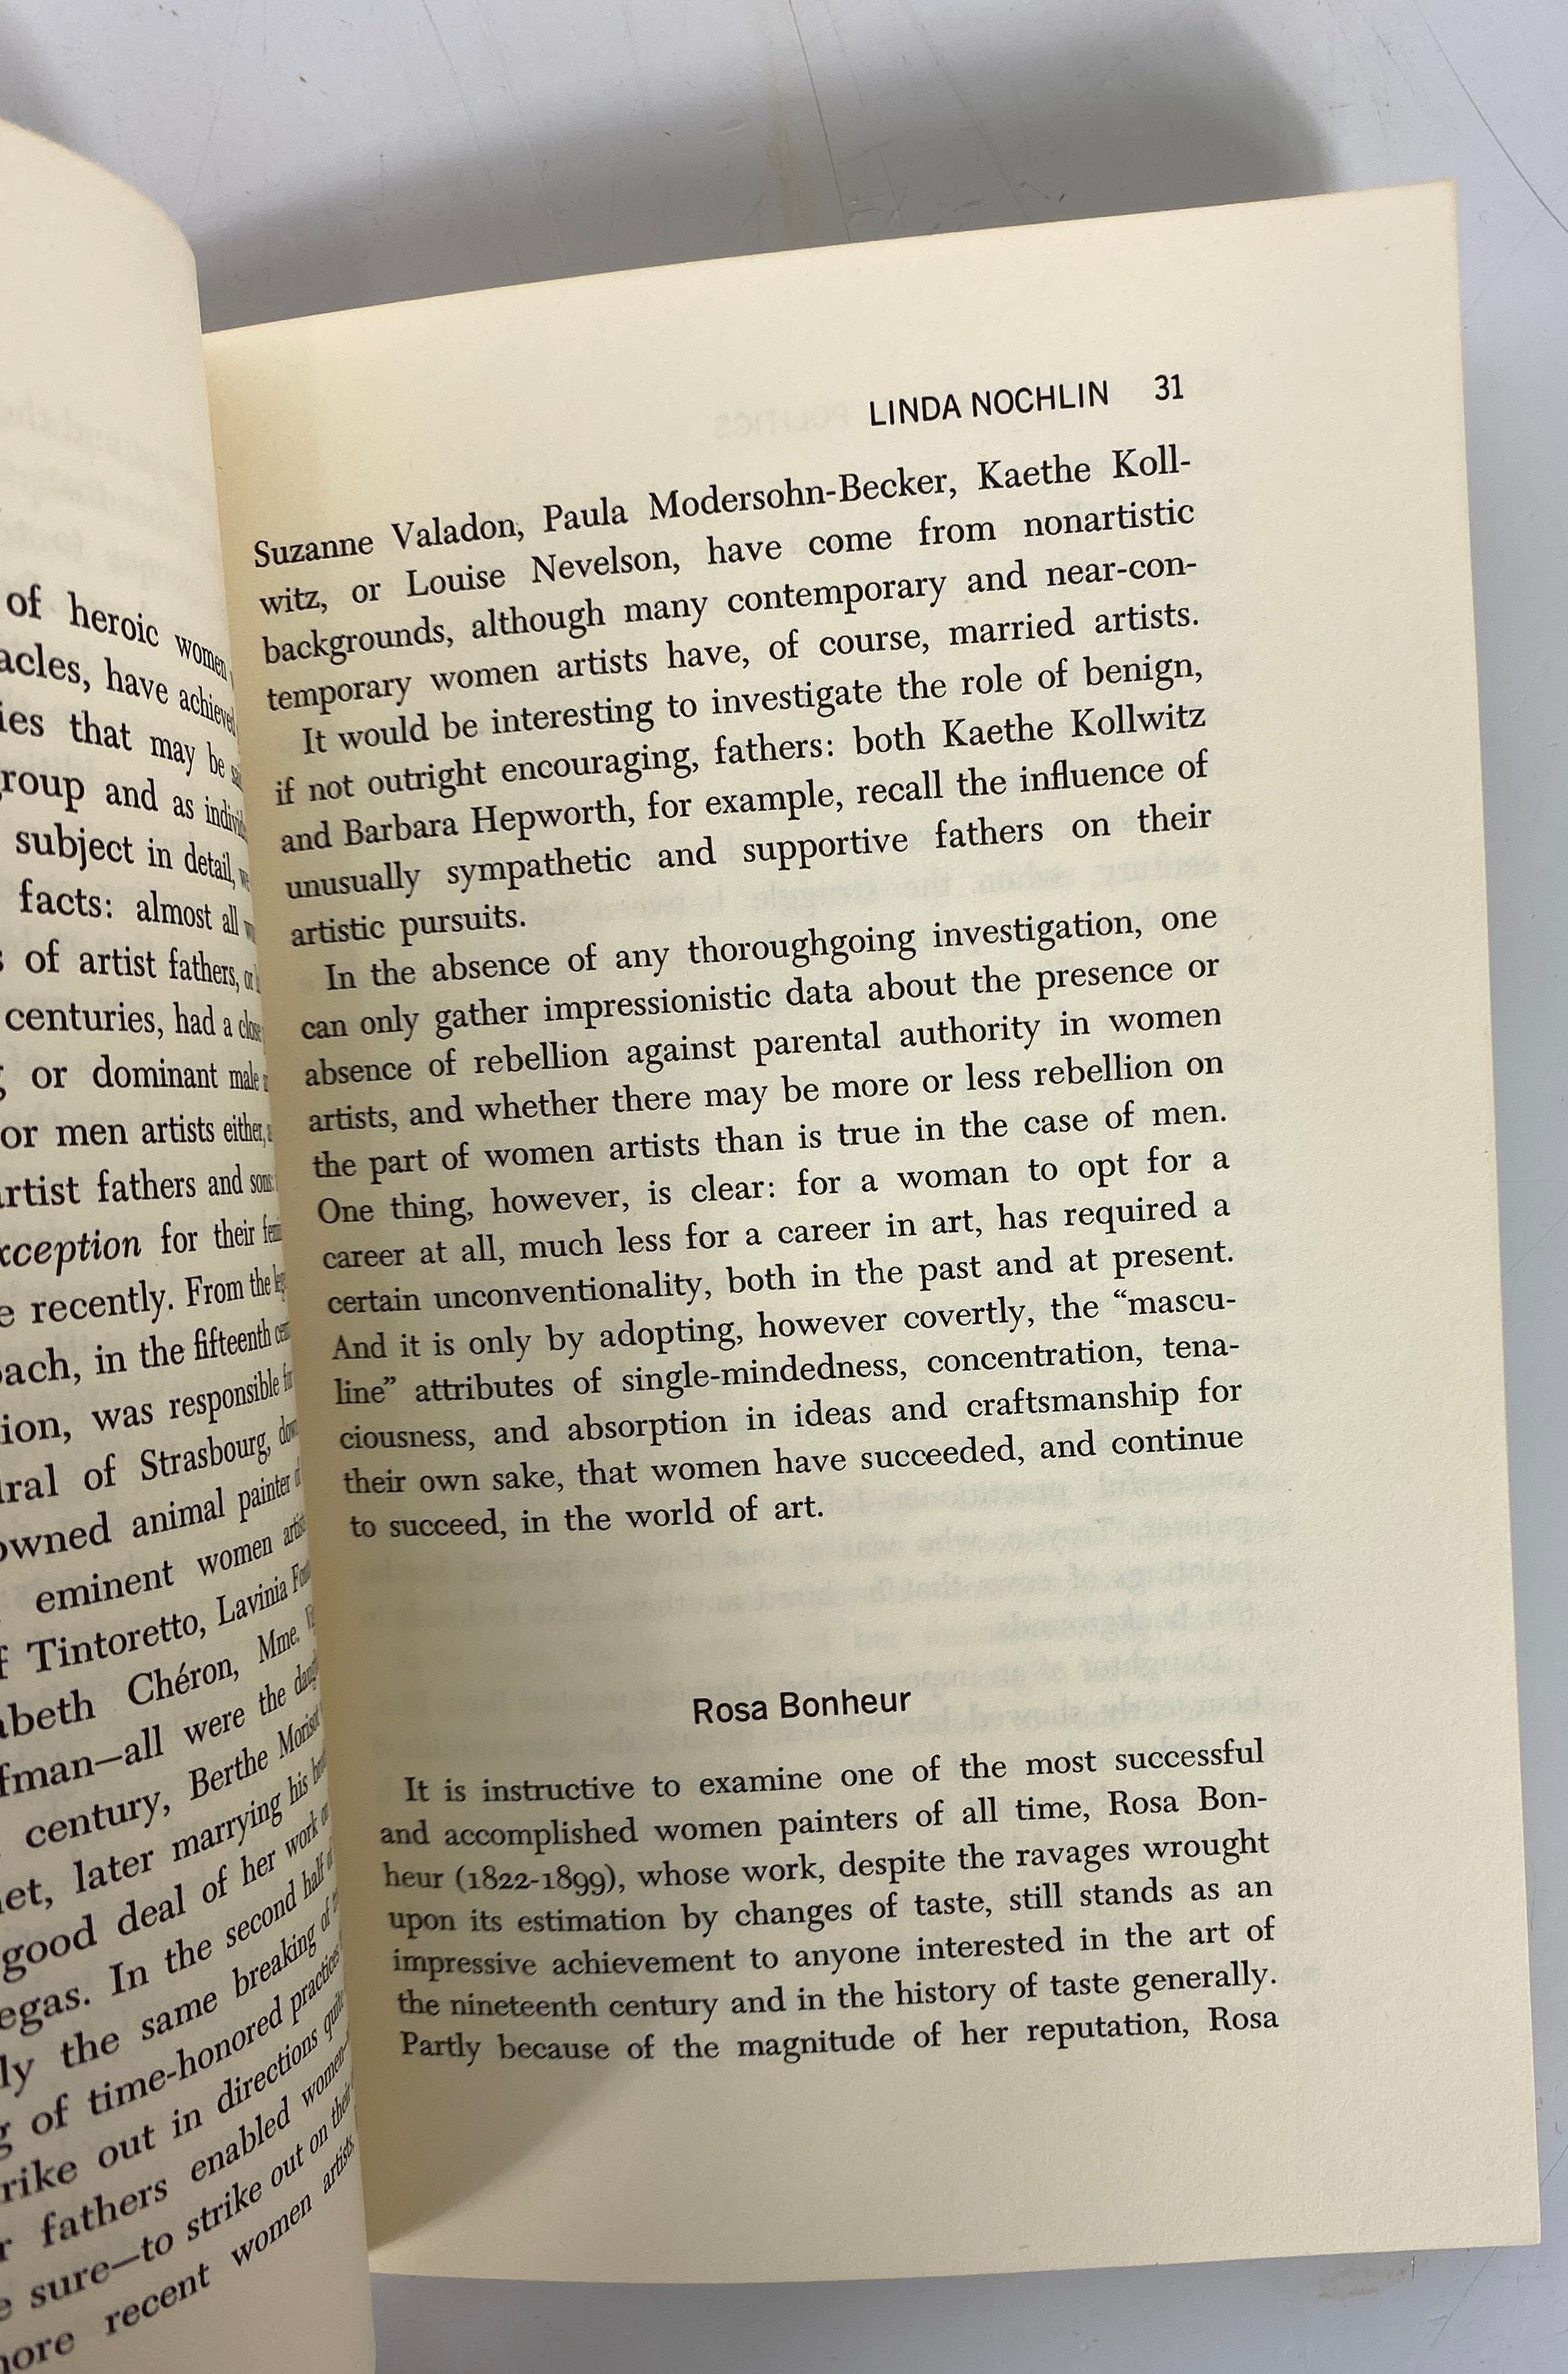 of heroic women
acles, have achieved
ies that may be
roup and as
subject in detail,
facts: almost all
of artist fathers, or
centuries, had a close
or dominant male
or men artists either,
rtist fathers and sons
xception for their
e recently. From the
bach, in the fifteenth
ion, was responsible for
dral of Strasbourg,
owned animal painter
eminent women
f Tintoretto, Lavinia
abeth Chéron, Mme.
fman—all were the
century, Berthe Morisot
et, later marrying his
good deal of her work
egas. In the second half
ly the same breaking of
g of time-honored practices
rike out in directions
r fathers enabled women—
e sure—to strike out on their
more recent women artists
LINDA NOCHLIN 31
Suzanne Valadon, Paula Modersohn-Becker, Kaethe Koll-
witz, or Louise Nevelson, have come from nonartistic
backgrounds, although many contemporary and near-con-
temporary women artists have, of course, married artists.
It would be interesting to investigate the role of benign,
if not outright encouraging, fathers: both Kaethe Kollwitz
and Barbara Hepworth, for example, recall the influence of
unusually sympathetic and supportive fathers on their
artistic pursuits.
In the absence of any thoroughgoing investigation, one
can only gather impressionistic data about the presence or
absence of rebellion against parental authority in women
artists, and whether there may be more or less rebellion on
the part of women artists than is true in the case of men.
One thing, however, is clear: for a woman to opt for a
career at all, much less for a career in art, has required a
certain unconventionality, both in the past and at present.
And it is only by adopting, however covertly, the “mascu-
line” attributes of single-mindedness, concentration, tena-
ciousness, and absorption in ideas and craftsmanship for
their own sake, that women have succeeded, and continue
to succeed, in the world of art.
Rosa Bonheur
It is instructive to examine one of the most successful
and accomplished women painters of all time, Rosa Bon-
heur (1822-1899), whose work, despite the ravages wrought
upon its estimation by changes of taste, still stands as an
impressive achievement to anyone interested in the art of
the nineteenth century and in the history of taste generally.
Partly because of the magnitude of her reputation, Rosa